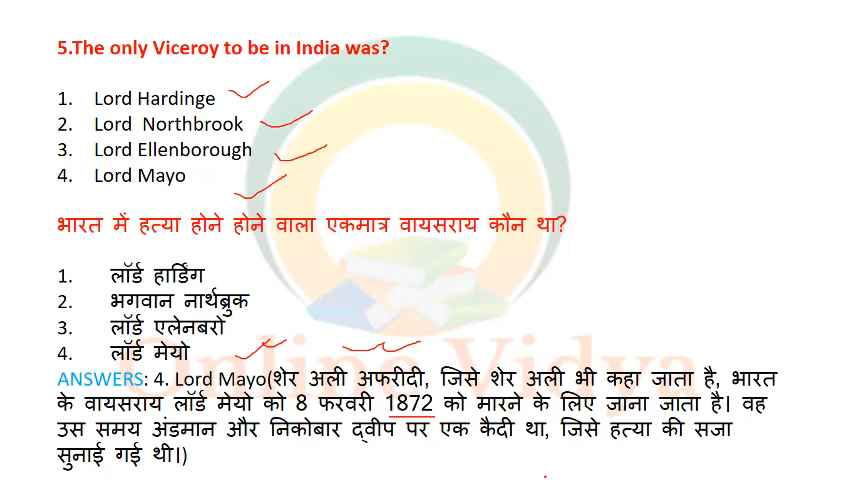 5.The only Viceroy to be in India was?
1. Lord Hardinge
2. Lord Northbrook
3. Lord Ellenborough
4. Lord Mayo
भारत में हत्या होने होने वाला एकमात्र वायसराय कौन था?
1. लॉर्ड हार्डिंग
2. भगवान नार्थब्रुक
3. लॉर्ड एलेनबरो
4. लॉर्ड मेयो
Online Vidya
ANSWERS: 4. Lord Mayo(शेर अली अफरीदी, जिसे शेर अली भी कहा जाता है, भारत
के वायसराय लॉर्ड मेयो को 8 फरवरी 1872 को मारने के लिए जाना जाता है। वह
उस समय अंडमान और निकोबार द्वीप पर एक कैदी था, जिसे हत्या की सजा
सुनाई गई थी।)